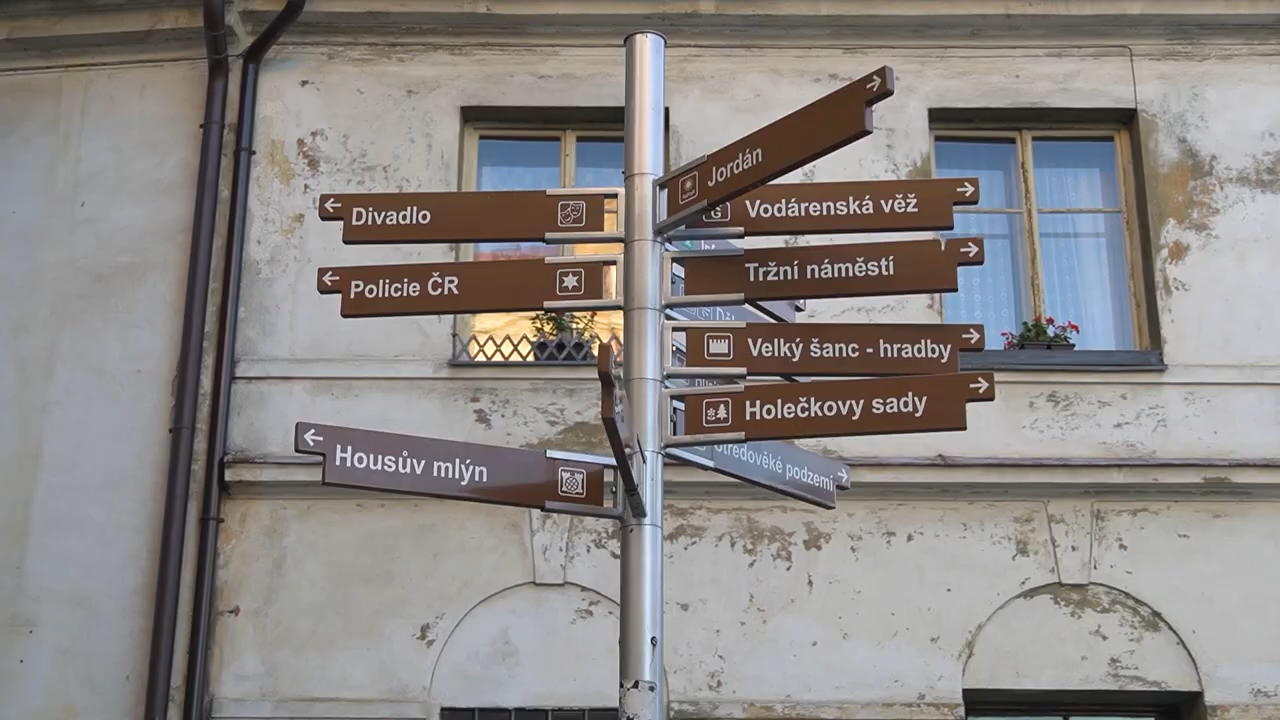 Jordán
Divadlo
G Vodárenská věž
Policie ČR
Tržní náměstí
Velký šanc - hradby
Holečkovy sady
Housův mlýn
Středověké podzemí